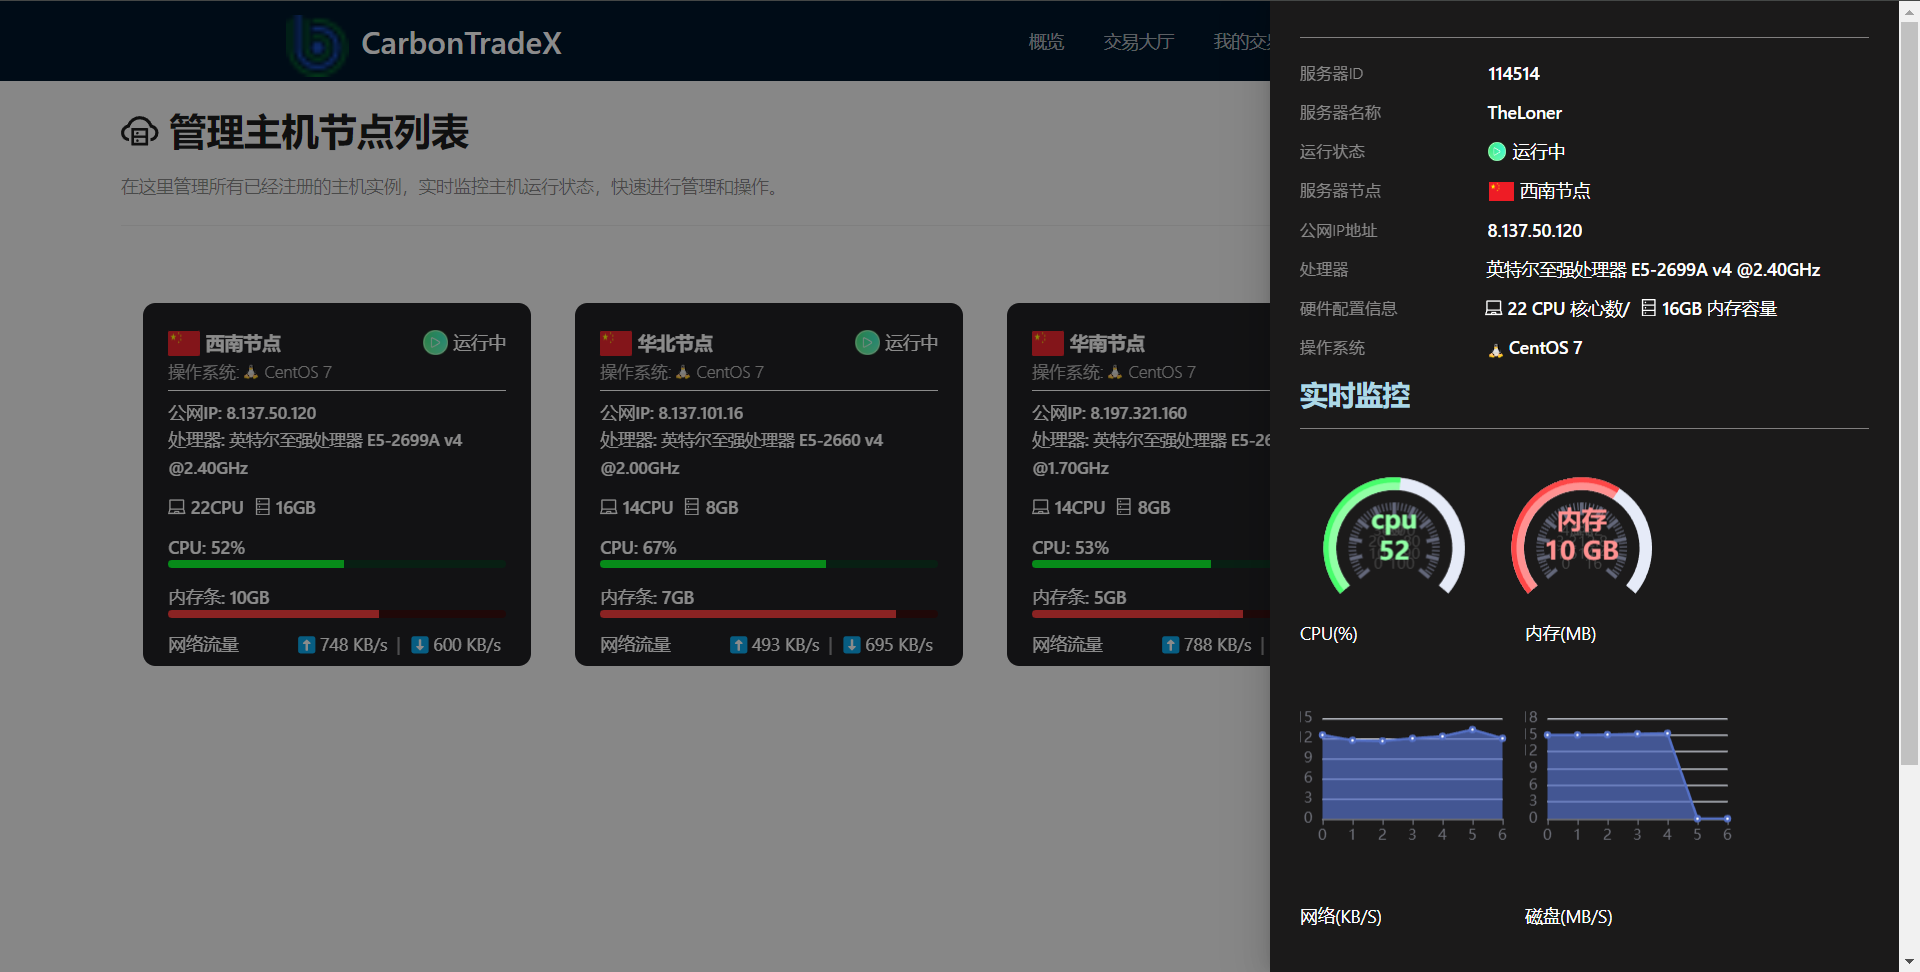 CarbonTradeX
概览 交易大厅 我的交
管理主机节点列表
在这里管理所有已经注册的主机实例，实时监控主机运行状态，快速进行管理和操作。
西南节点 运行中
操作系统: CentOS 7
公网IP: 8.137.50.120
处理器: 英特尔至强处理器 E5-2699A v4
@2.40GHz
22CPU 16GB
CPU: 52%
内存条: 10GB
网络流量 748 KB/s | 600 KB/s
华北节点 运行中
操作系统: CentOS 7
公网IP: 8.137.101.16
处理器: 英特尔至强处理器 E5-2660 v4
@2.00GHz
14CPU 8GB
CPU: 67%
内存条: 7GB
网络流量 493 KB/s | 695 KB/s
华南节点
操作系统: CentOS 7
公网IP: 8.197.321.160
处理器: 英特尔至强处理器 E5-26
@1.70GHz
14CPU 8GB
CPU: 53%
内存条: 5GB
网络流量 788 KB/s |
服务器ID 114514
服务器名称 TheLoner
运行状态 运行中
服务器节点 西南节点
公网IP地址 8.137.50.120
处理器 英特尔至强处理器 E5-2699A v4 @2.40GHz
硬件配置信息 22 CPU 核心数/ 16GB 内存容量
操作系统 CentOS 7
实时监控
cpu
52
0 100
内存
10 GB
0 16
CPU(%) 内存(MB)
15
12
9
6
3
0
0 1 2 3 4 5 6
18
15
12
9
6
3
0
0 1 2 3 4 5 6
网络(KB/S) 磁盘(MB/S)